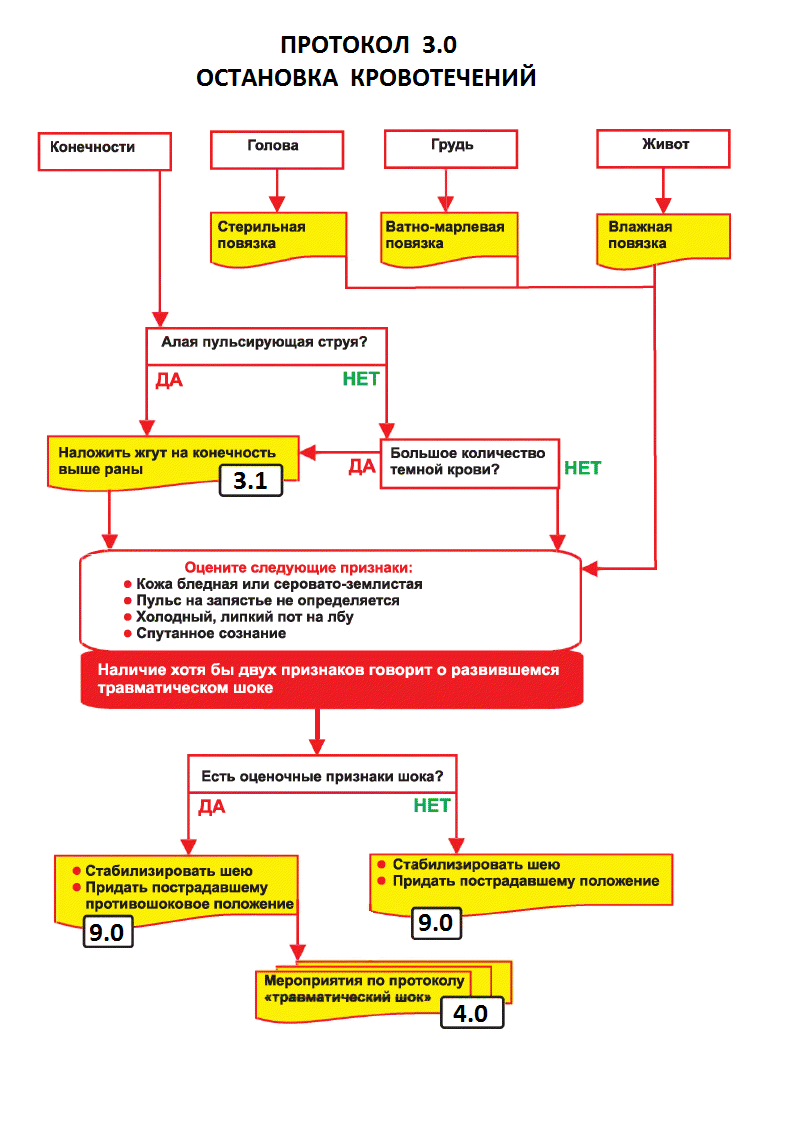 ПРОТОКОЛ 3.0
ОСТАНОВКА КРОВОТЕЧЕНИЙ
Конечности
Голова
Грудь
Живот
Стерильная
повязка
Ватно-марлевая
повязка
Влажная
повязка
Алая пульсирующая струя?
ДА
НЕТ
Наложить жгут на конечность
выше раны
3.1
Большое количество
темной крови?
ДА
НЕТ
Оцените следующие признаки:
● Кожа бледная или серовато-землистая
● Пульс на запястье не определяется
● Холодный, липкий пот на лбу
● Спутанное сознание
Наличие хотя бы двух признаков говорит о развившемся
травматическом шоке
Есть оценочные признаки шока?
ДА
НЕТ
● Стабилизировать шею
● Придать пострадавшему
противошоковое положение
9.0
● Стабилизировать шею
● Придать пострадавшему положение
9.0
Мероприятия по протоколу
«травматический шок»
4.0